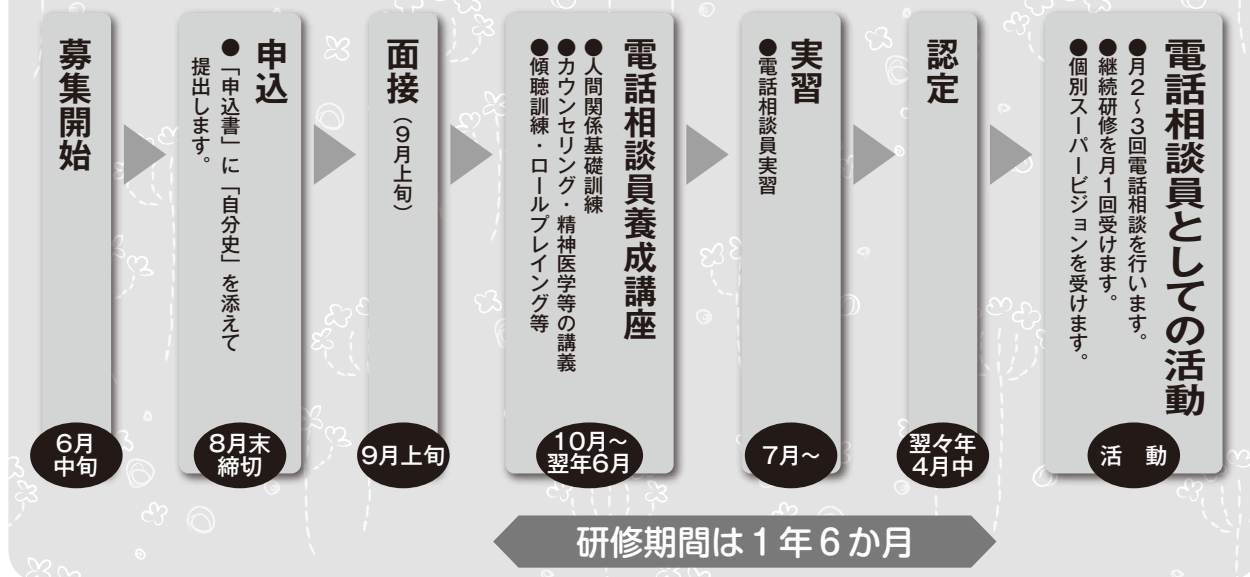 募集開始
6月
中旬
申込
●「申込書」に「自分史」を添えて
提出します。
8月末
締切
面接（9月上旬）
9月上旬
電話相談員養成講座
●人間関係基礎訓練
●カウンセリング・精神医学等の講義
●傾聴訓練・ロールプレイング等
10月～
翌年6月
実習
●電話相談員実習
7月～
認定
翌々年
4月中
電話相談員としての活動
●月2～3回電話相談を行います。
●継続研修を月1回受けます。
●個別スーパービジョンを受けます。
活　動
研修期間は1年6か月